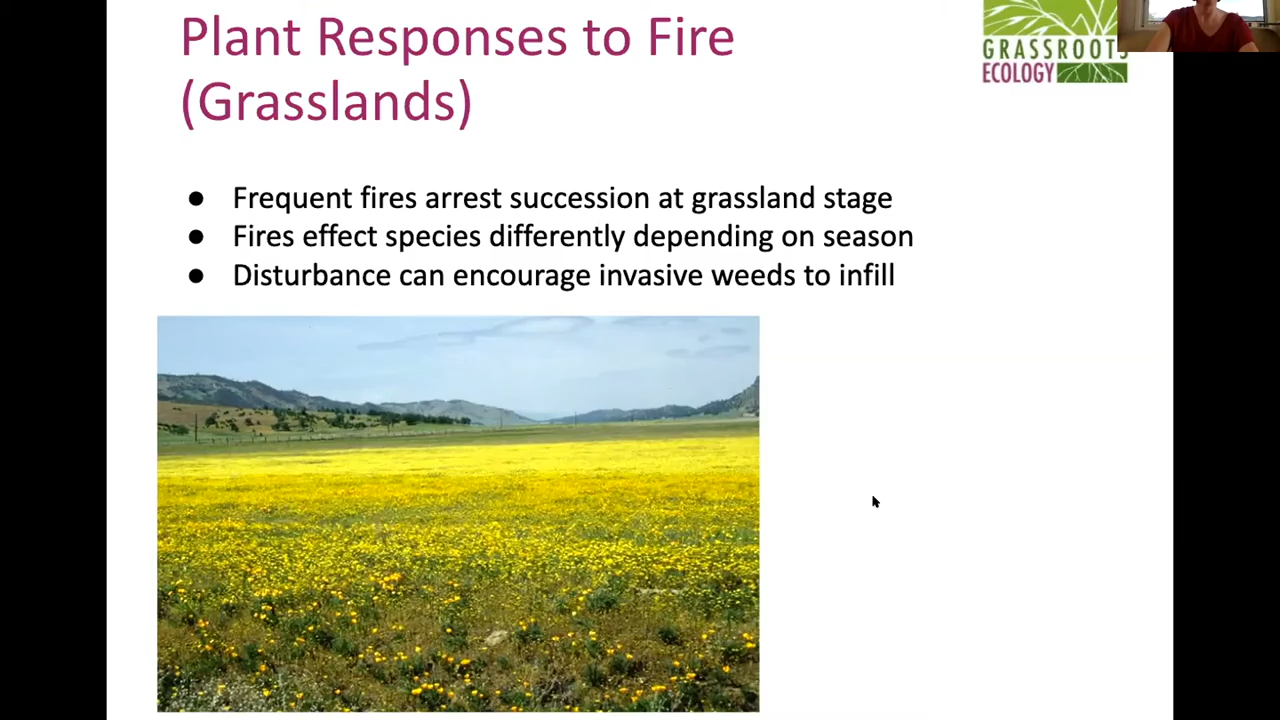 Plant Responses to Fire
(Grasslands)
GRASSROOTS
ECOLOGY
● Frequent fires arrest succession at grassland stage
● Fires effect species differently depending on season
● Disturbance can encourage invasive weeds to infill